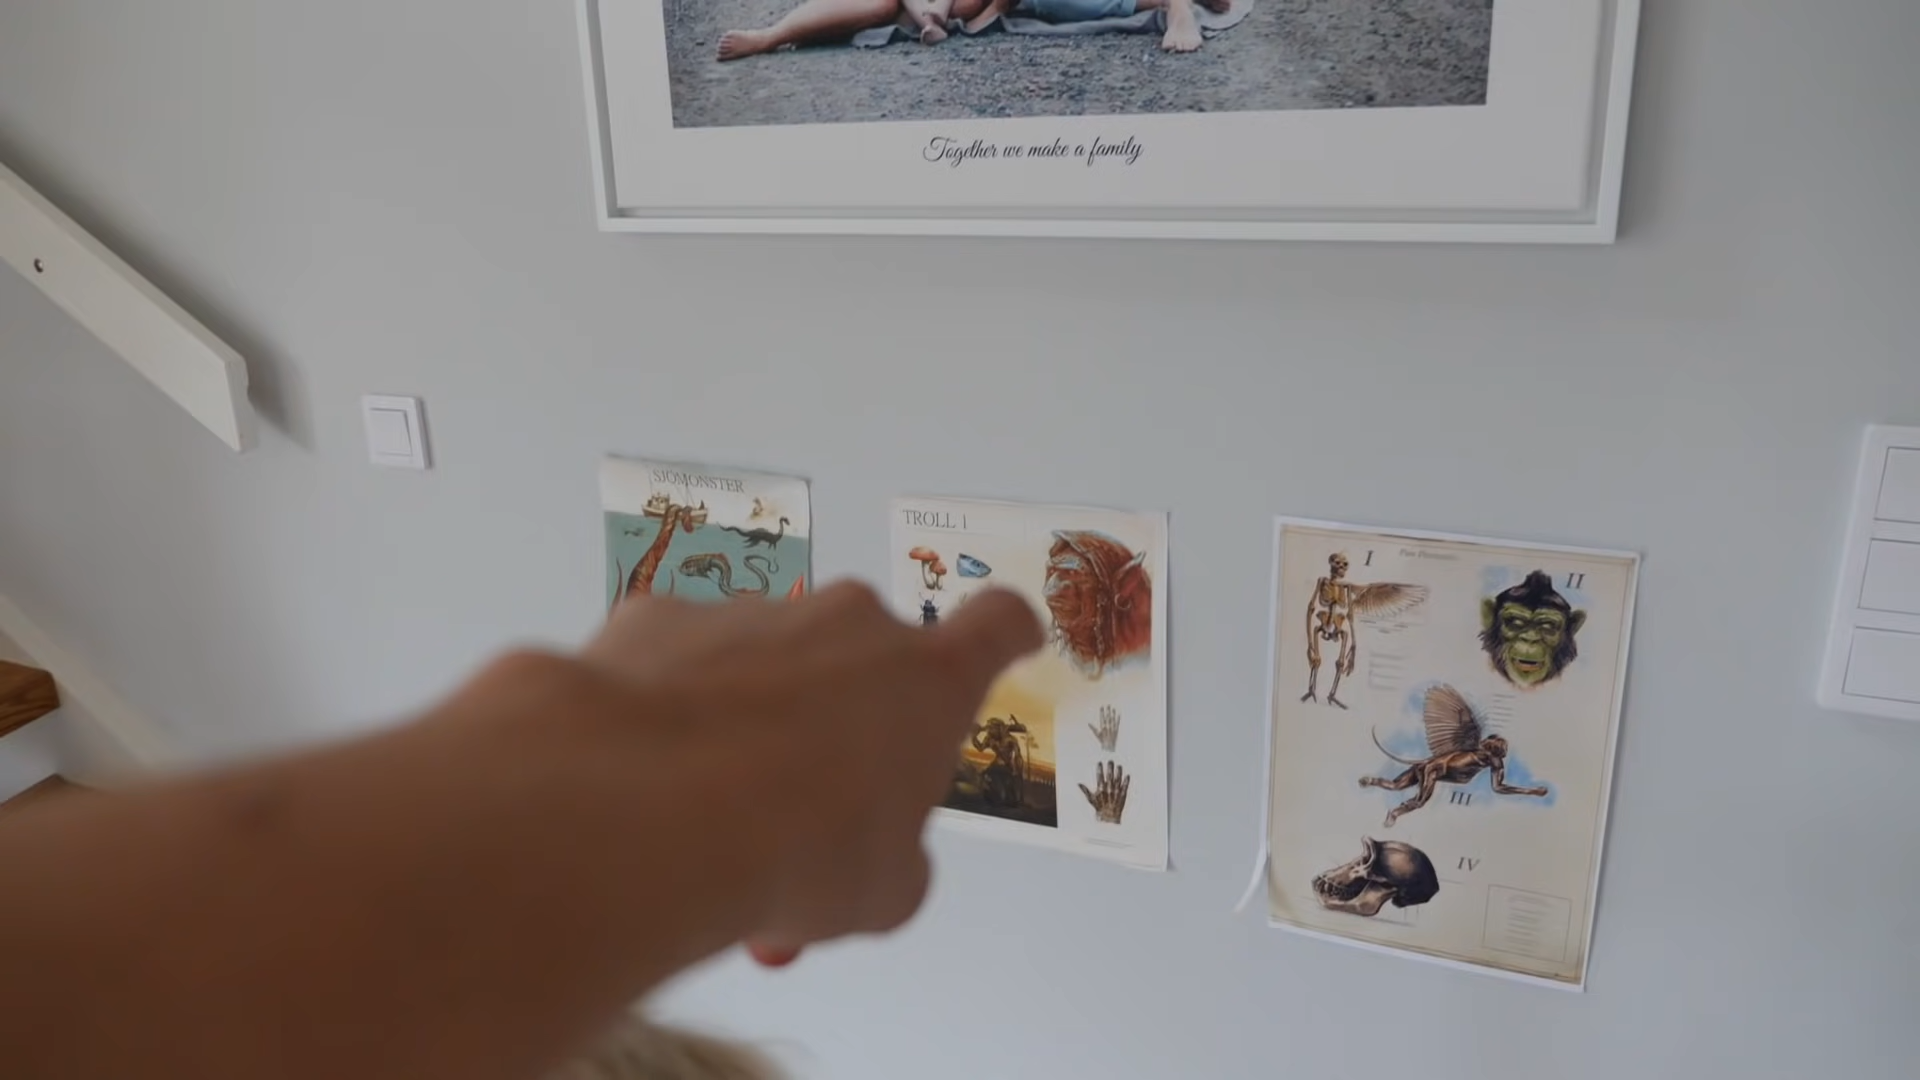 Together we make a family
SJÖMONSTER
TROLL 1
I
II
III
IV